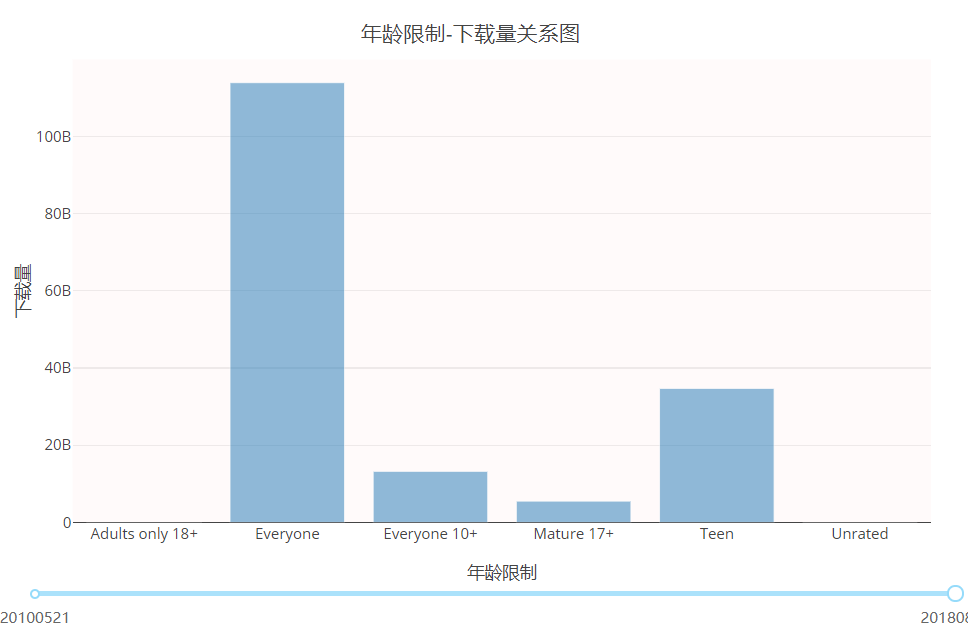 年龄限制-下载量关系图
下载量
100B
80B
60B
40B
20B
0
Adults only 18+
Everyone
Everyone 10+
Mature 17+
Teen
Unrated
年龄限制
20100521
201808